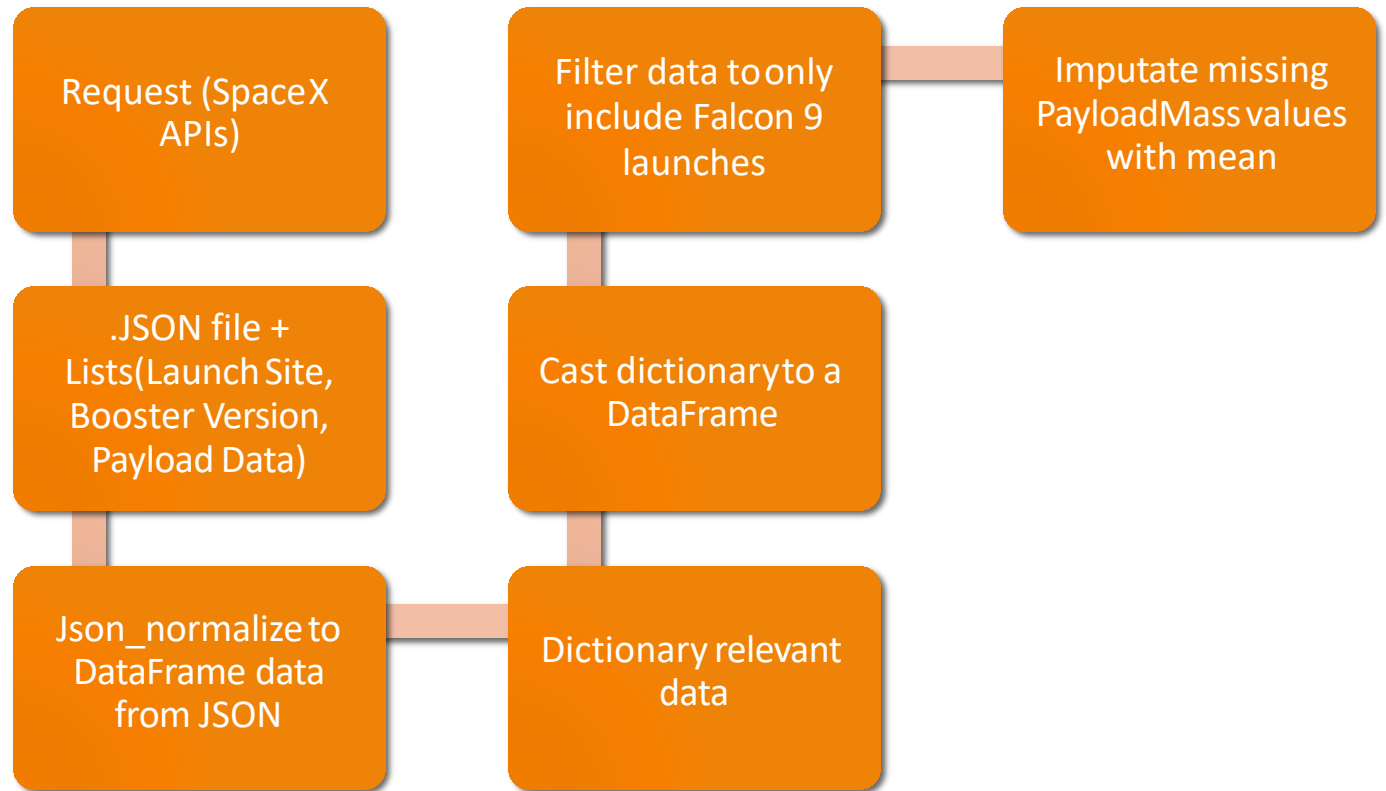 Request (SpaceX
APIs)
.JSON file +
Lists(Launch Site,
Booster Version,
Payload Data)
Json_normalize to
DataFrame data
from JSON
Dictionary relevant
data
Cast dictionary to a
DataFrame
Filter data to only
include Falcon 9
launches
Imputate missing
PayloadMass values
with mean